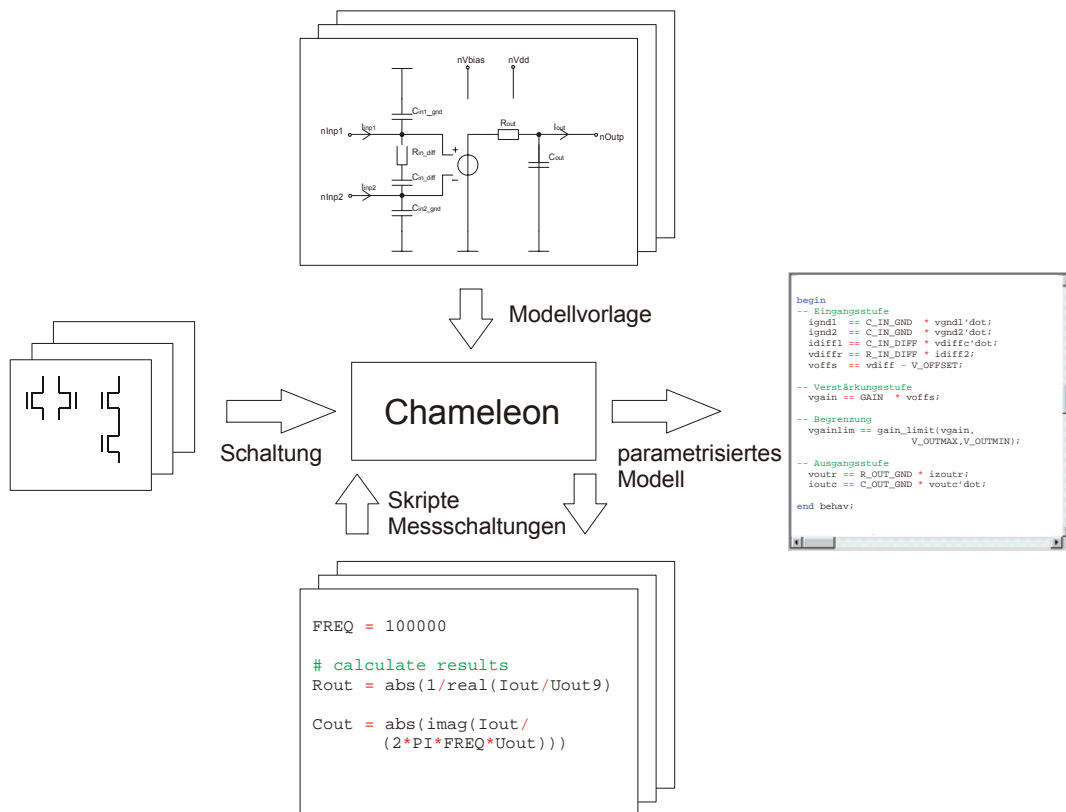 nVbias nVdd
Cin1_gnd
nInp1 Iinp1
Rout Iout nOutp
Rin_diff + Cout
Cin_diff
nInp2 Iinp2 −
Cin2_gnd
Modellvorlage
Schaltung
Chameleon
parametrisiertes
Modell
Skripte
Messschaltungen
begin
-- Eingangsstufe
ignd1 == C_IN_GND * vgnd1'dot;
ignd2 == C_IN_GND * vgnd2'dot;
idiff1 == C_IN_DIFF * vdiffc'dot;
vdiffr == R_IN_DIFF * idiff2;
voffs == vdiff - V_OFFSET;
-- Verstärkungsstufe
vgain == GAIN * voffs;
-- Begrenzung
vgainlim == gain_limit(vgain,
V_OUTMAX,V_OUTMIN);
-- Ausgangsstufe
voutr == R_OUT_GND * izoutr;
ioutc == C_OUT_GND * voutc'dot;
end behav;
FREQ = 100000
# calculate results
Rout = abs(1/real(Iout/Uout9)
Cout = abs(imag(Iout/
(2*PI*FREQ*Uout)))